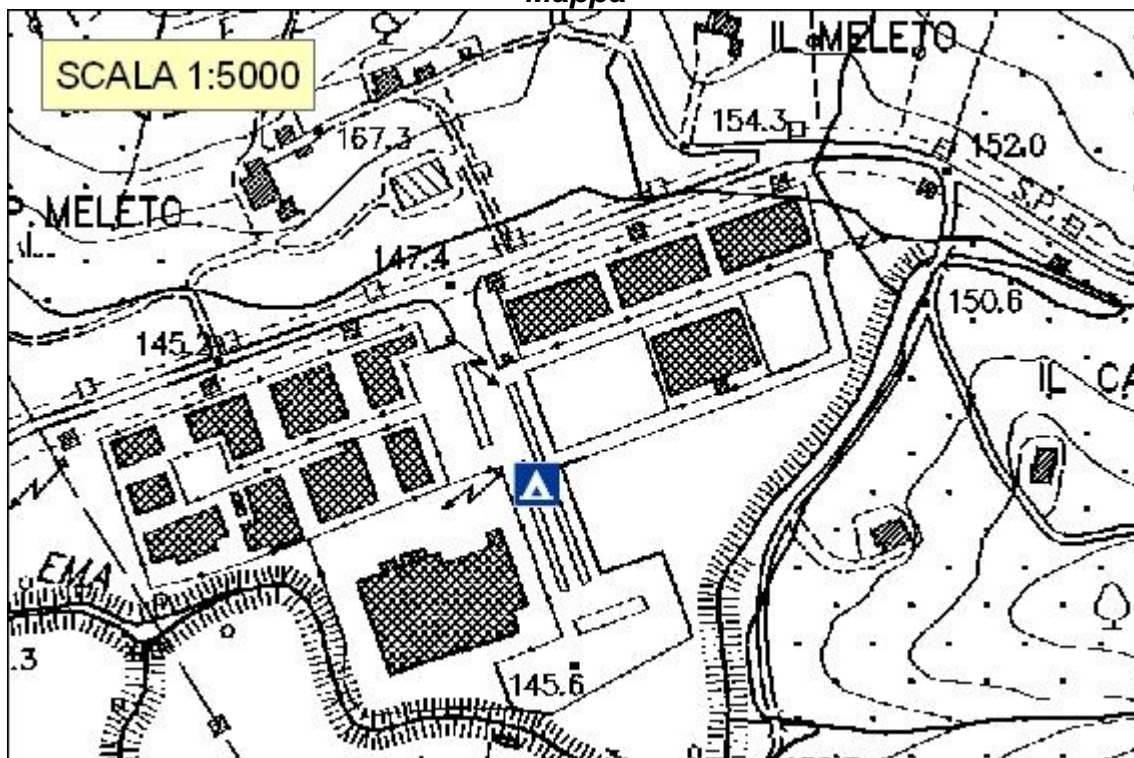 Mappa
SCALA 1:5000
IL MELETO
154.3
152.0
167.3
S.P.
P. MELETO
147.4
150.6
145.2
IL CA
EMA
.3
145.6